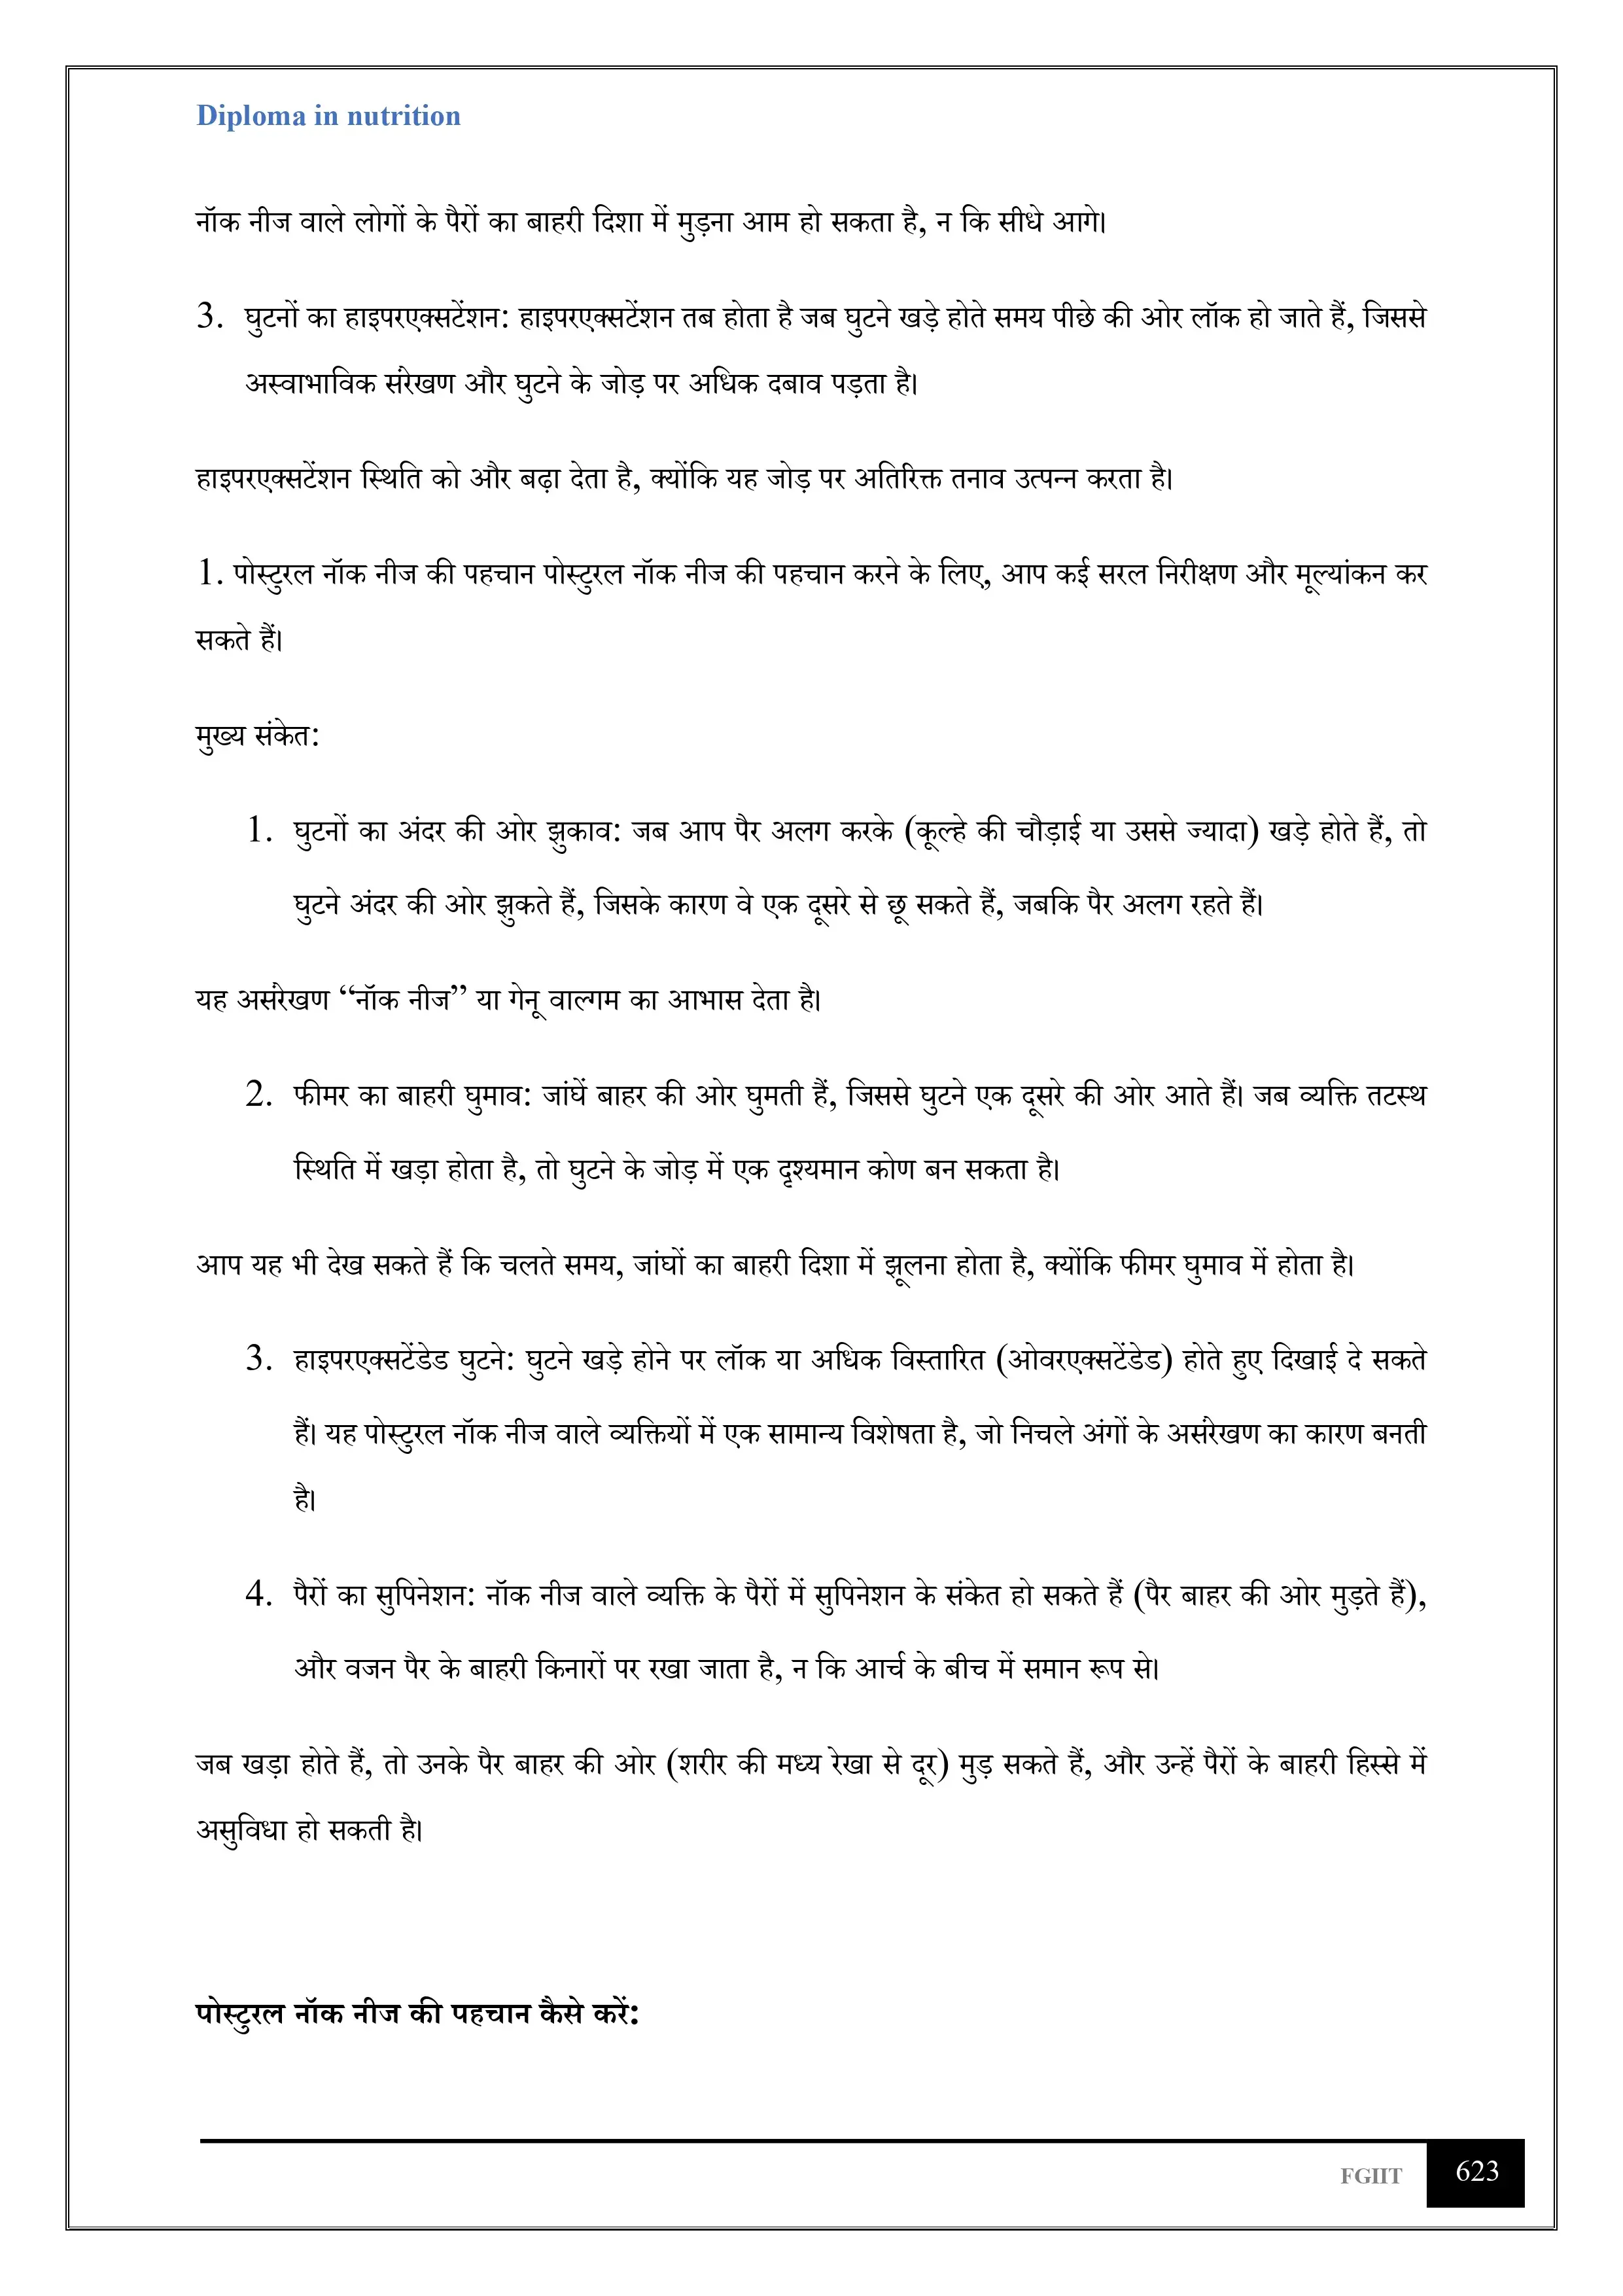 Diploma in nutrition
नॉक नीज वाले लोगों के पैरों का बाहरी दिशा में मुड़ना आम हो सकता है, न कि सीधे आगे।
3. घुटनों का हाइपरएक्सटेंशन: हाइपरएक्सटेंशन तब होता है जब घुटने खड़े होते समय पीछे की ओर लॉक हो जाते हैं, जिससे
अस्वाभाविक संरेखण और घुटने के जोड़ पर अधिक दबाव पड़ता है।
हाइपरएक्सटेंशन स्थिति को और बढ़ा देता है, क्योंकि यह जोड़ पर अतिरिक्त तनाव उत्पन्न करता है।
1. पोस्टुरल नॉक नीज की पहचान पोस्टुरल नॉक नीज की पहचान करने के लिए, आप कई सरल निरीक्षण और मूल्यांकन कर
सकते हैं।
मुख्य संकेत:
1. घुटनों का अंदर की ओर झुकाव: जब आप पैर अलग करके (कूल्हे की चौड़ाई या उससे ज्यादा) खड़े होते हैं, तो
घुटने अंदर की ओर झुकते हैं, जिसके कारण वे एक दूसरे से छू सकते हैं, जबकि पैर अलग रहते हैं।
यह असंरेखण “नॉक नीज” या गेनू वाल्गम का आभास देता है।
2. फीमर का बाहरी घुमाव: जांघें बाहर की ओर घुमती हैं, जिससे घुटने एक दूसरे की ओर आते हैं। जब व्यक्ति तटस्थ
स्थिति में खड़ा होता है, तो घुटने के जोड़ में एक दृश्यमान कोण बन सकता है।
आप यह भी देख सकते हैं कि चलते समय, जांघों का बाहरी दिशा में झूलना होता है, क्योंकि फीमर घुमाव में होता है।
3. हाइपरएक्सटेंडेड घुटने: घुटने खड़े होने पर लॉक या अधिक विस्तारित (ओवरएक्सटेंडेड) होते हुए दिखाई दे सकते
हैं। यह पोस्टुरल नॉक नीज वाले व्यक्तियों में एक सामान्य विशेषता है, जो निचले अंगों के असंरेखण का कारण बनती
है।
4. पैरों का सुपिनेशन: नॉक नीज वाले व्यक्ति के पैरों में सुपिनेशन के संकेत हो सकते हैं (पैर बाहर की ओर मुड़ते हैं),
और वजन पैर के बाहरी किनारों पर रखा जाता है, न कि आर्च के बीच में समान रूप से।
जब खड़ा होते हैं, तो उनके पैर बाहर की ओर (शरीर की मध्य रेखा से दूर) मुड़ सकते हैं, और उन्हें पैरों के बाहरी हिस्से में
असुविधा हो सकती है।
पोस्टुरल नॉक नीज की पहचान कैसे करें:
FGIIT 623